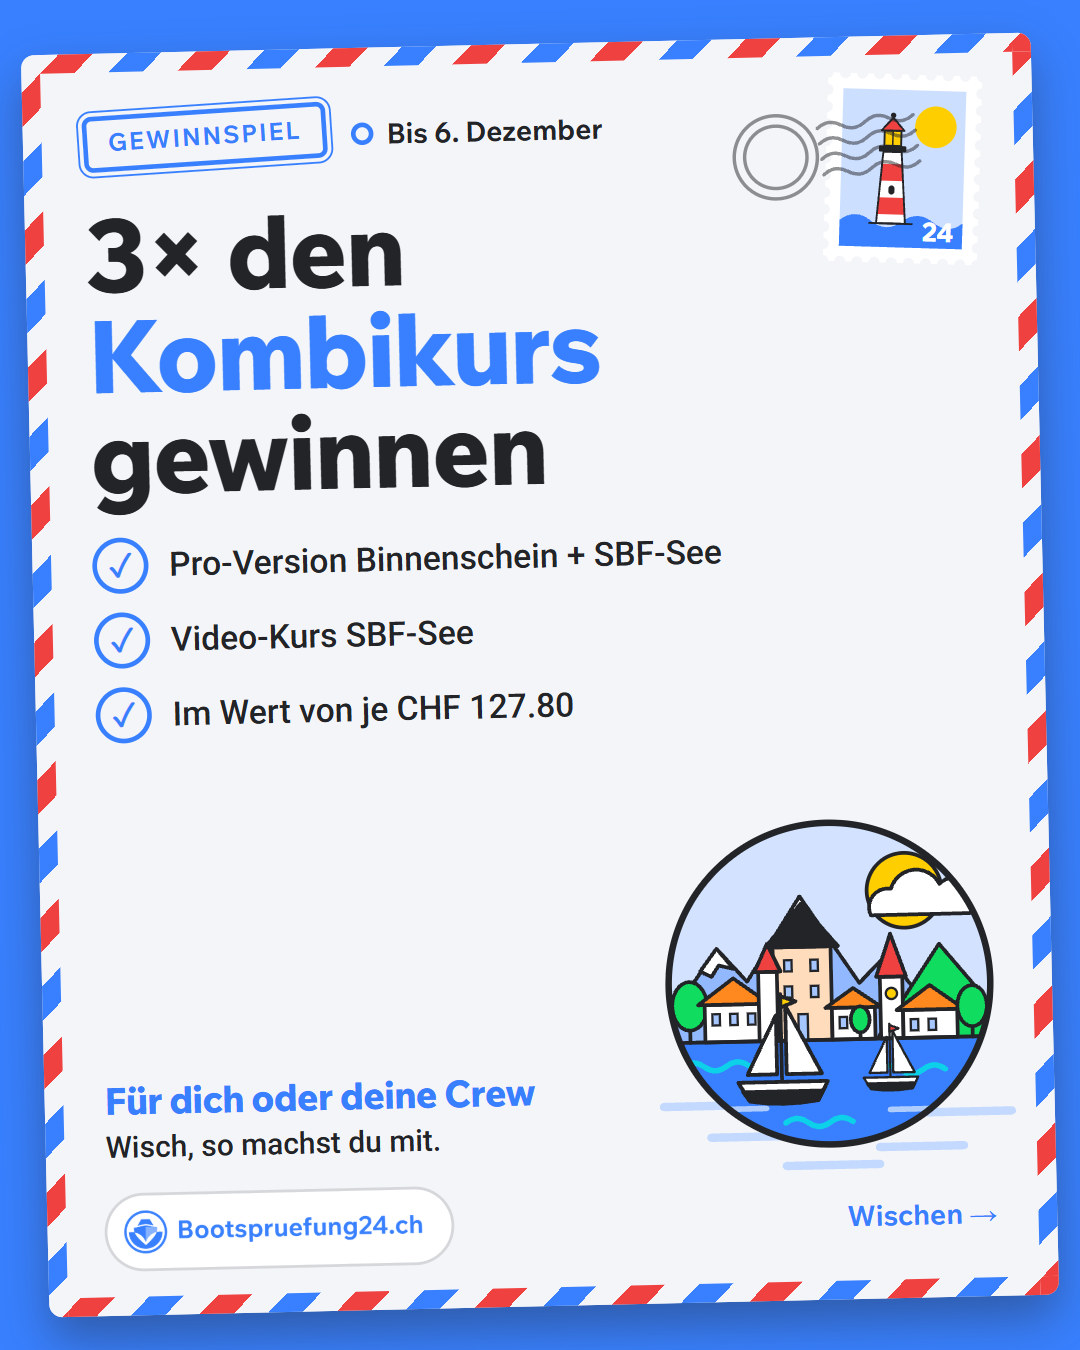 GEWINNSPIEL
Bis 6. Dezember
24
3× den
Kombikurs
gewinnen
Pro-Version Binnenschein + SBF-See
Video-Kurs SBF-See
Im Wert von je CHF 127.80
Für dich oder deine Crew
Wisch, so machst du mit.
Bootspruefung24.ch
Wischen →